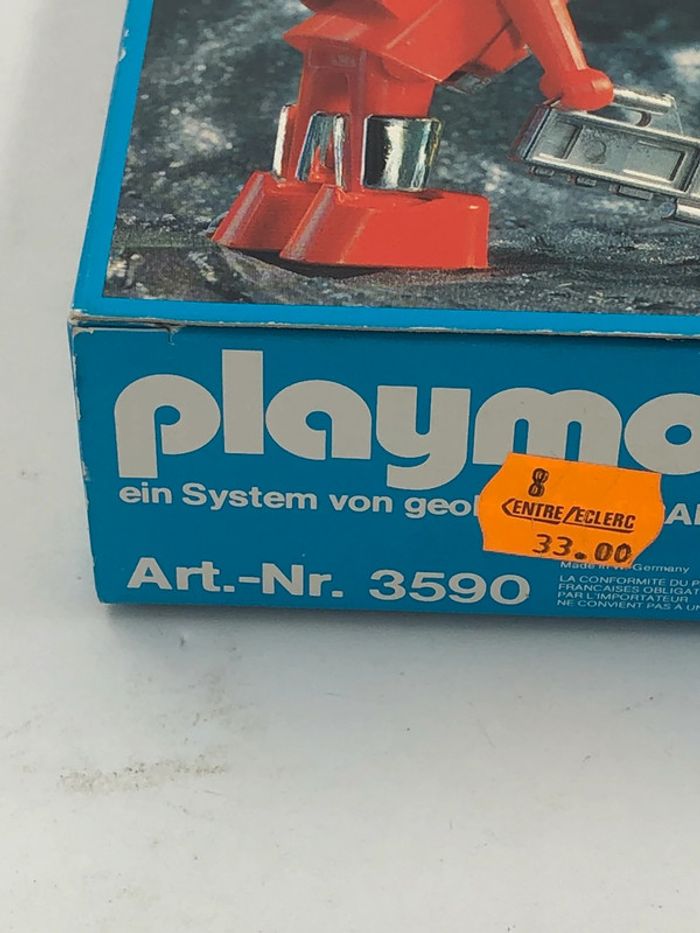 playmo
ein System von geo
8
CENTRE LECLERC
33.00
Art.-Nr. 3590
Made in W.-Germany
LA CONFORMITE DU P
FRANCAISES OBLIGAT
PAR L'IMPORTATEUR
NE CONVIENT PAS A UN